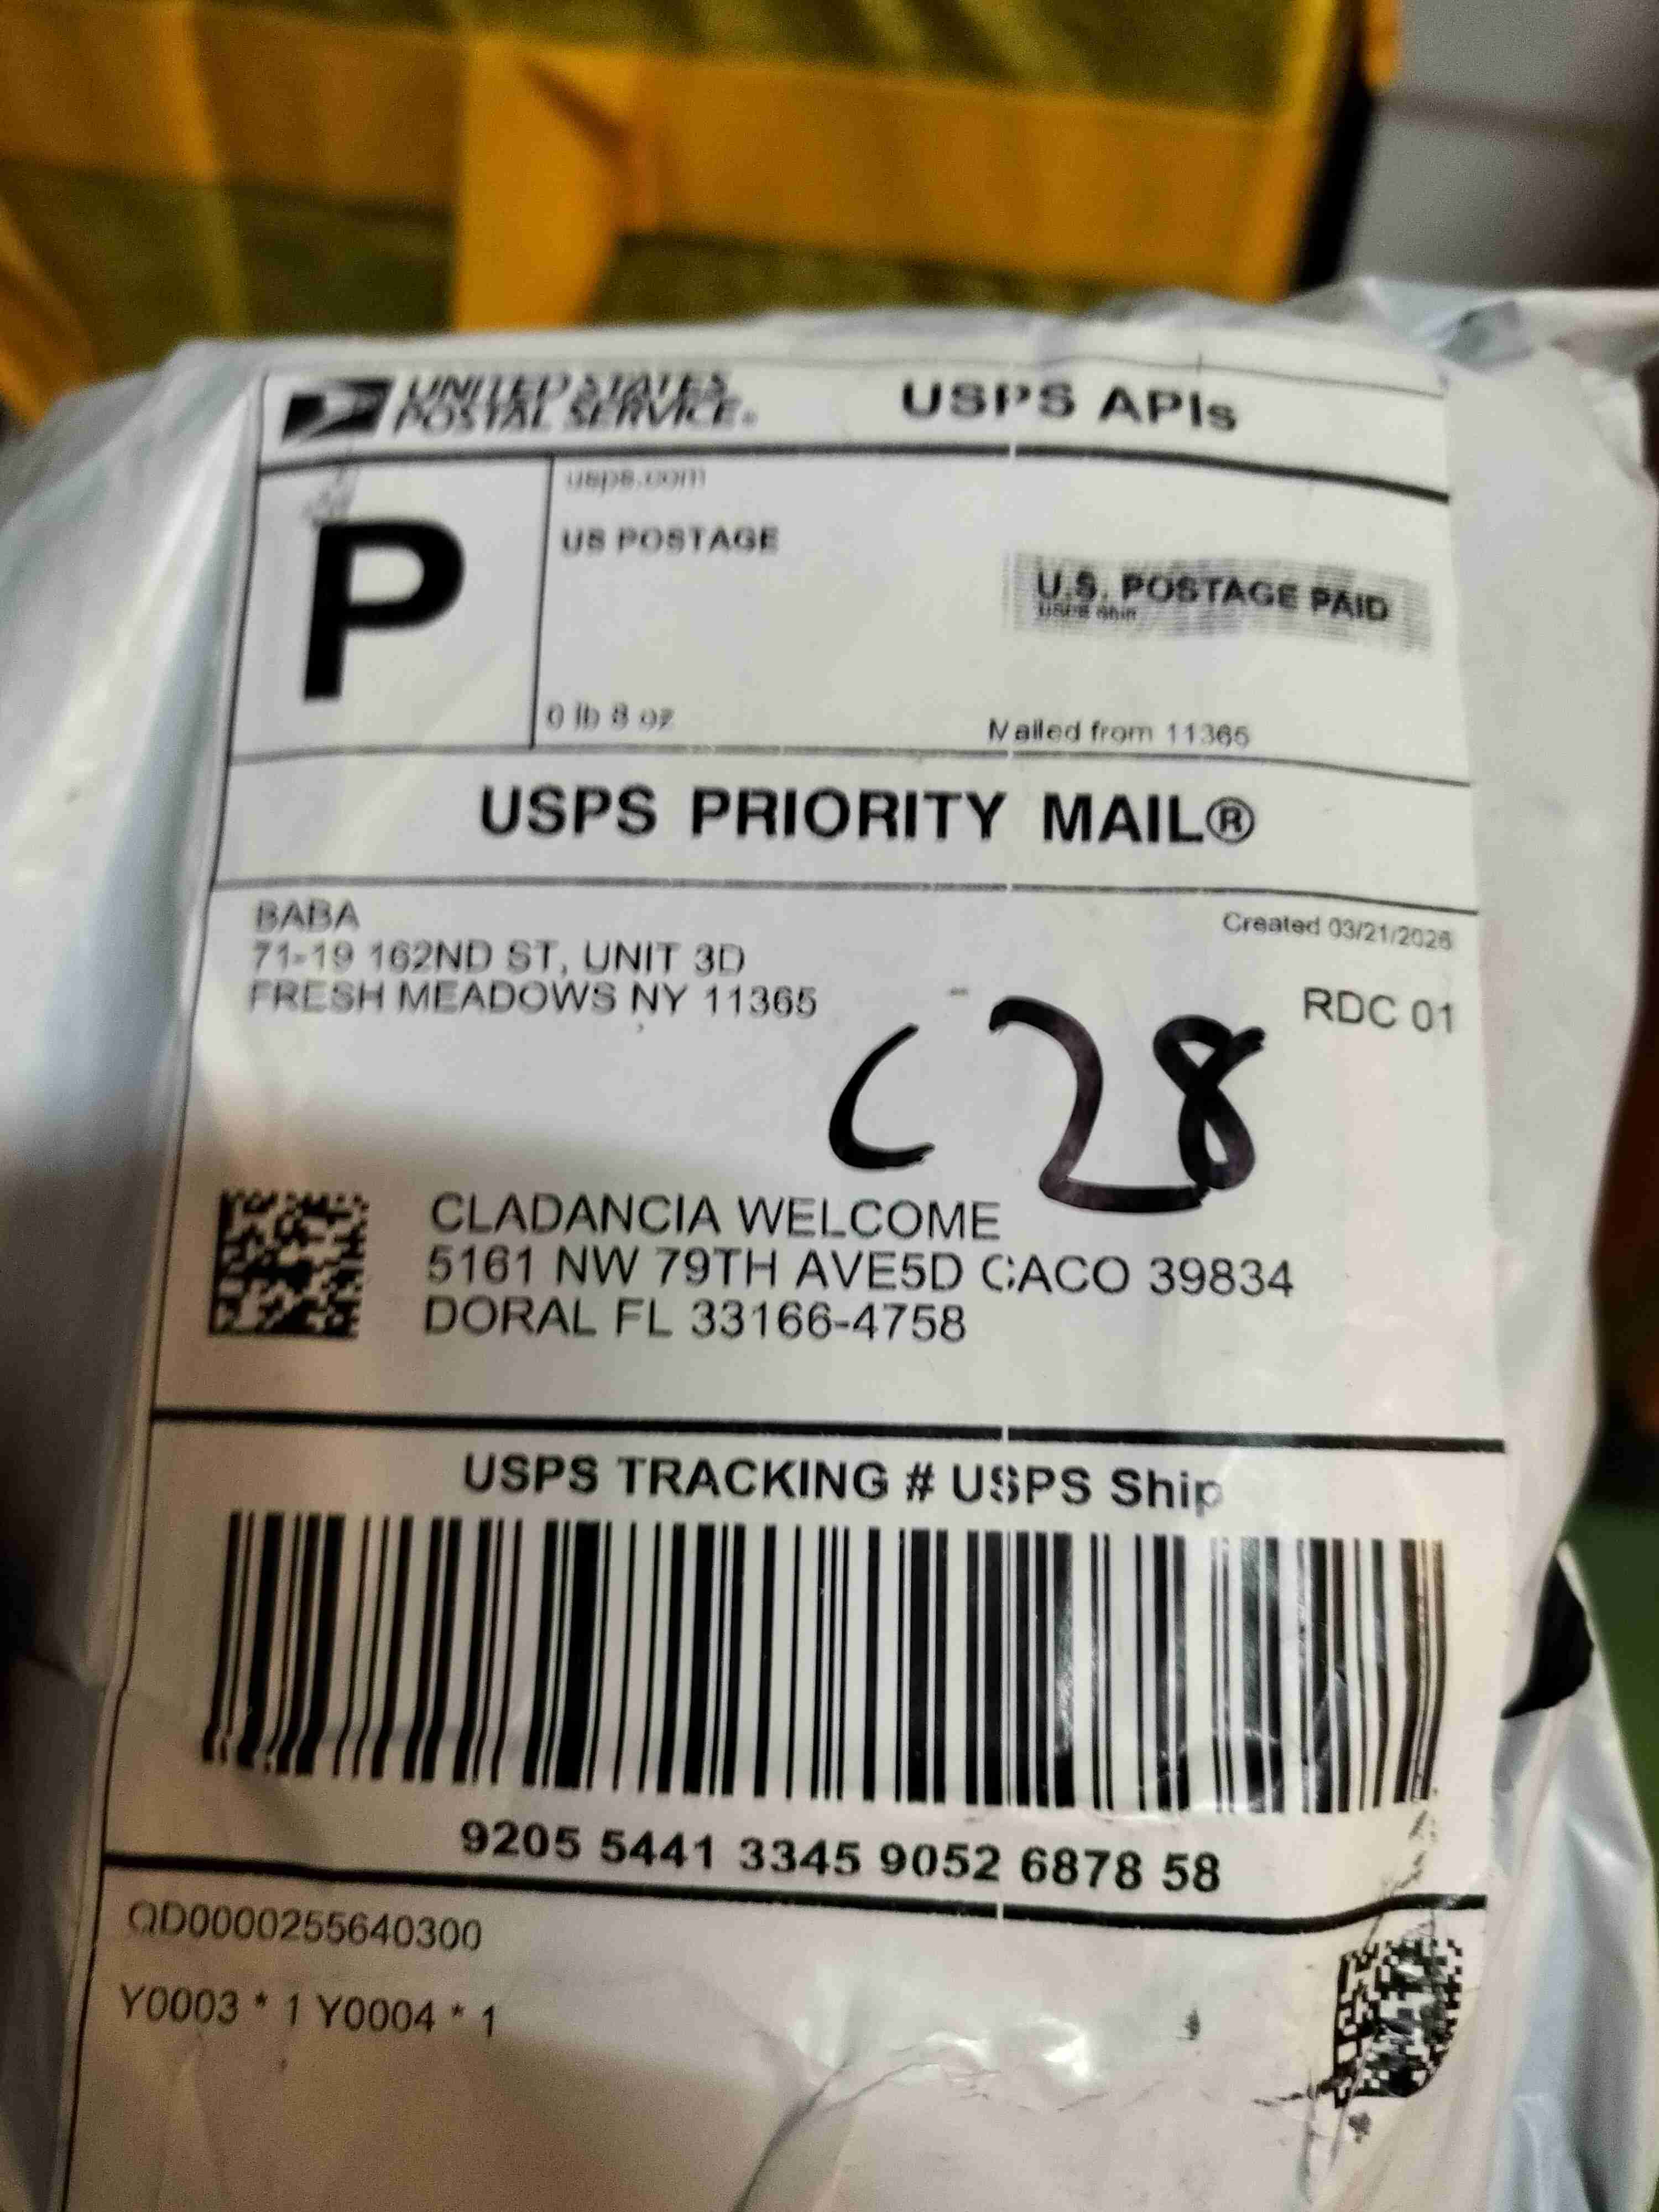 UNITED STATES
POSTAL SERVICE®
USPS APIs
P
usps.com
US POSTAGE
U.S. POSTAGE PAID
USPS Ship
0 lb 8 oz
Mailed from 11365
USPS PRIORITY MAIL®
BABA
71-19 162ND ST, UNIT 3D
FRESH MEADOWS NY 11365
Created 03/21/2026
RDC 01
C28
CLADANCIA WELCOME
5161 NW 79TH AVE5D CACO 39834
DORAL FL 33166-4758
USPS TRACKING # USPS Ship
9205 5441 3345 9052 6878 58
QD0000255640300
Y0003 * 1 Y0004 * 1